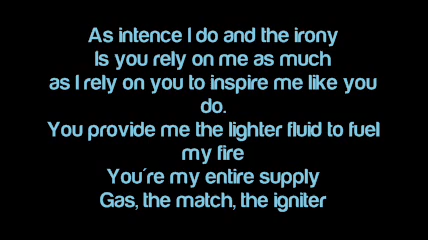 As intence I do and the irony
Is you rely on me as much
as I rely on you to inspire me like you
do.
You provide me the lighter fluid to fuel
my fire
You´re my entire supply
Gas, the match, the igniter